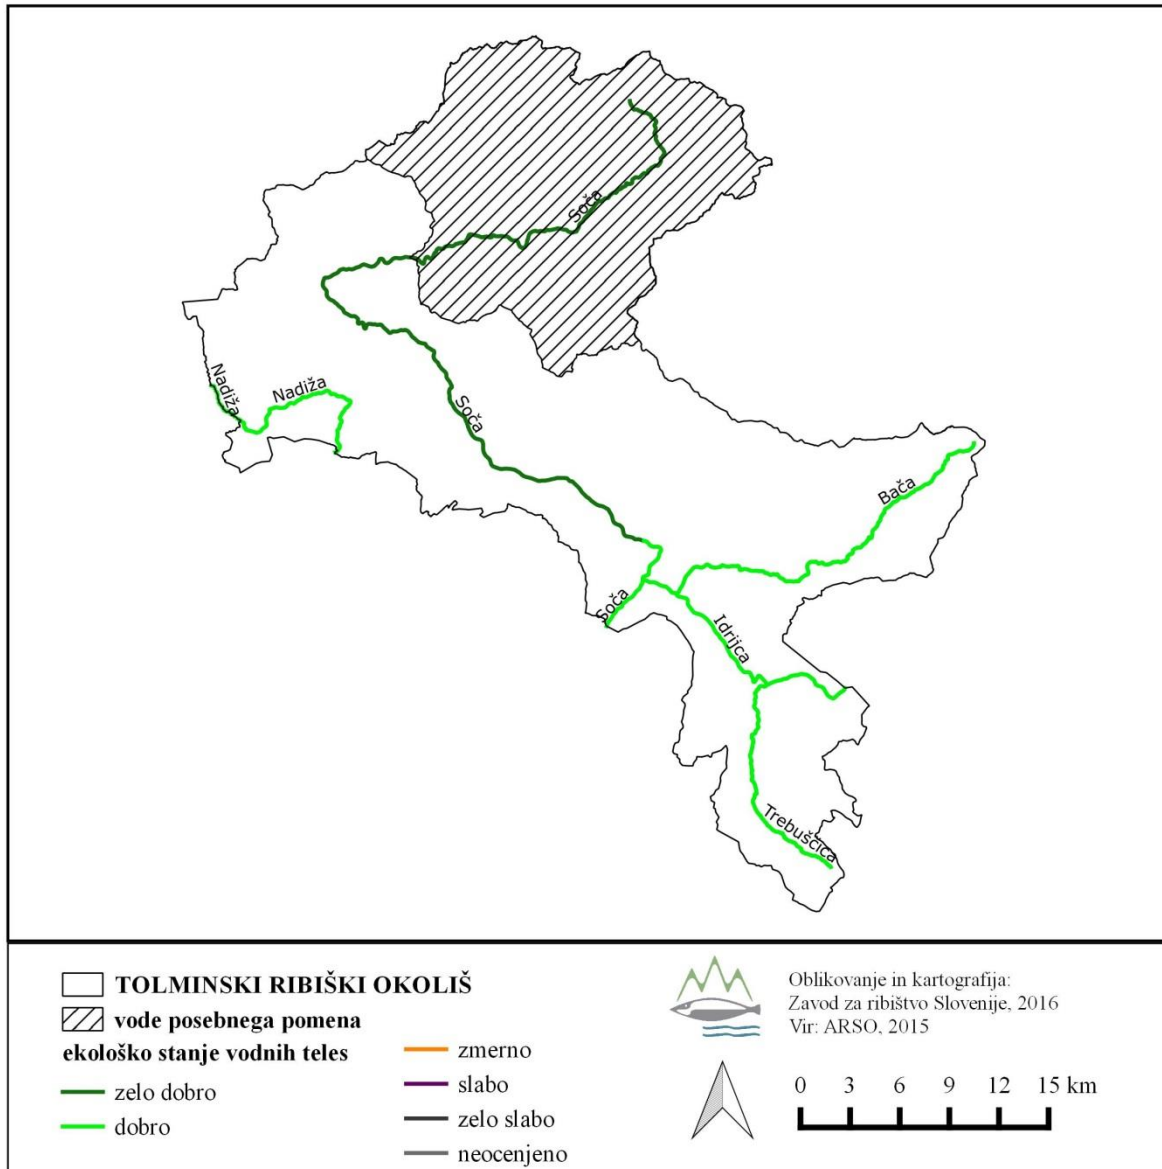 Soča
Nadiža
Nadiža
Soča
Bača
Soča
Idrijca
Trebuščica
TOLMINSKI RIBIŠKI OKOLIŠ
vode posebnega pomena
ekološko stanje vodnih teles
zelo dobro
dobro
zmerno
slabo
zelo slabo
neocenjeno
Oblikovanje in kartografija:
Zavod za ribištvo Slovenije, 2016
Vir: ARSO, 2015
0 3 6 9 12 15 km